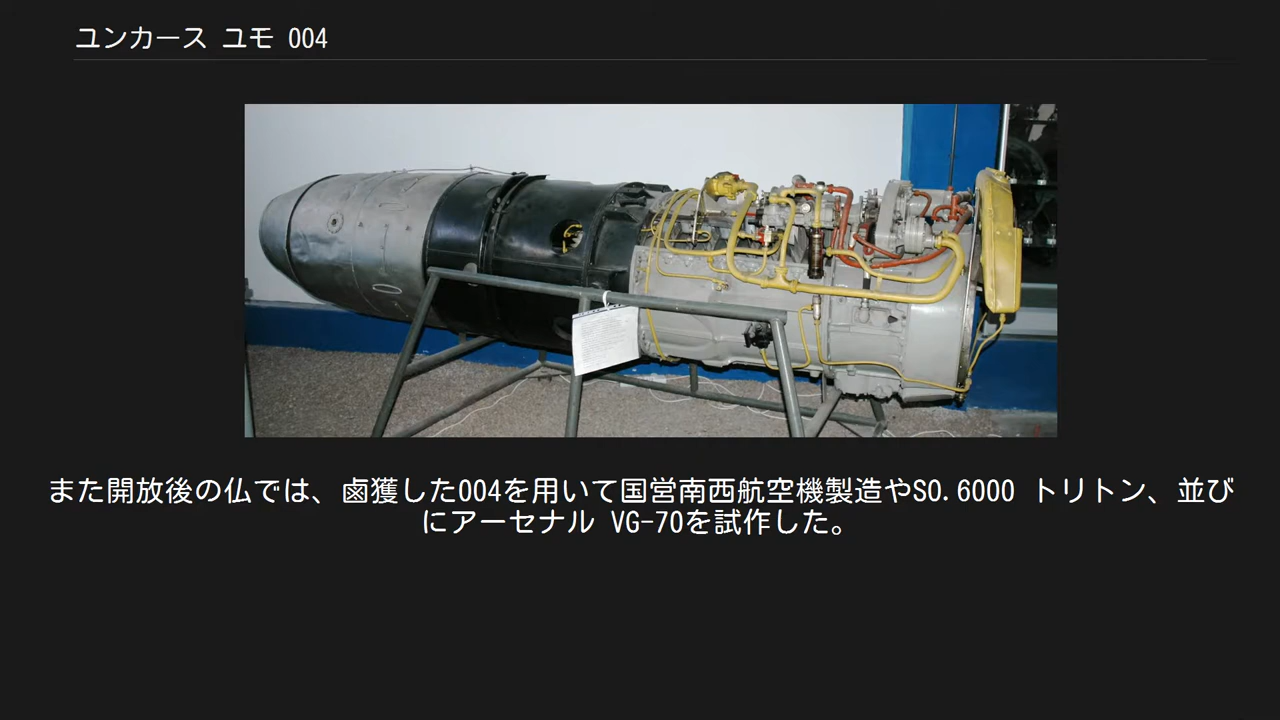 ユンカース ユモ 004
また開放後の仏では、鹵獲した004を用いて国営南西航空機製造やSO.6000 トリトン、並び
にアーセナル VG-70を試作した。